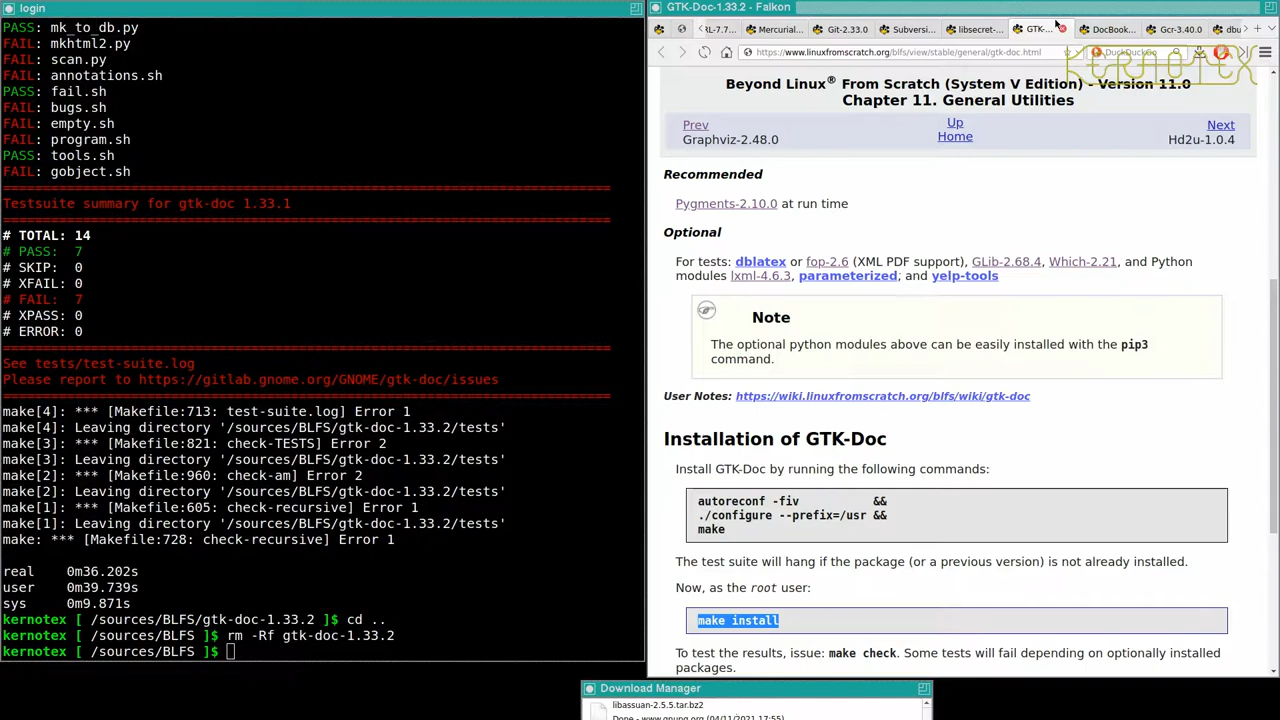 login
PASS: mk_to_db.py
FAIL: mkhtml2.py
FAIL: scan.py
FAIL: annotations.sh
PASS: fail.sh
FAIL: bugs.sh
FAIL: empty.sh
FAIL: program.sh
PASS: tools.sh
FAIL: gobject.sh
Testsuite summary for gtk-doc 1.33.1
# TOTAL: 14
# PASS:  7
# SKIP:  0
# XFAIL: 0
# FAIL:  7
# XPASS: 0
# ERROR: 0
See tests/test-suite.log
Please report to https://gitlab.gnome.org/GNOME/gtk-doc/issues
make[4]: *** [Makefile:713: test-suite.log] Error 1
make[4]: Leaving directory '/sources/BLFS/gtk-doc-1.33.2/tests'
make[3]: *** [Makefile:821: check-TESTS] Error 2
make[3]: Leaving directory '/sources/BLFS/gtk-doc-1.33.2/tests'
make[2]: *** [Makefile:960: check-am] Error 2
make[2]: Leaving directory '/sources/BLFS/gtk-doc-1.33.2/tests'
make[1]: *** [Makefile:605: check-recursive] Error 1
make[1]: Leaving directory '/sources/BLFS/gtk-doc-1.33.2/tests'
make: *** [Makefile:728: check-recursive] Error 1
real    0m36.202s
user    0m39.739s
sys     0m9.871s
kernotex [ /sources/BLFS/gtk-doc-1.33.2 ]$ cd ..
kernotex [ /sources/BLFS ]$ rm -Rf gtk-doc-1.33.2
kernotex [ /sources/BLFS ]$
GTK-Doc-1.33.2 - Falkon
RL-7.7... Mercurial... Git-2.33.0 Subversi... libsecret-... GTK-... DocBook... Gcr-3.40.0 dbu
https://www.linuxfromscratch.org/blfs/view/stable/general/gtk-doc.html DuckDuckGo
KERNOTEX
Beyond Linux® From Scratch (System V Edition) - Version 11.0
Chapter 11. General Utilities
Prev Up Next
Graphviz-2.48.0 Home Hd2u-1.0.4
Recommended
Pygments-2.10.0 at run time
Optional
For tests: dblatex or fop-2.6 (XML PDF support), GLib-2.68.4, Which-2.21, and Python
modules lxml-4.6.3, parameterized, and yelp-tools
Note
The optional python modules above can be easily installed with the pip3
command.
User Notes: https://wiki.linuxfromscratch.org/blfs/wiki/gtk-doc
Installation of GTK-Doc
Install GTK-Doc by running the following commands:
autoreconf -fiv           &&
./configure --prefix=/usr &&
make
The test suite will hang if the package (or a previous version) is not already installed.
Now, as the root user:
make install
To test the results, issue: make check. Some tests will fail depending on optionally installed
packages.
Download Manager
libassuan-2.5.5.tar.bz2
Done - www.gnupg.org (04/11/2021 17:55)